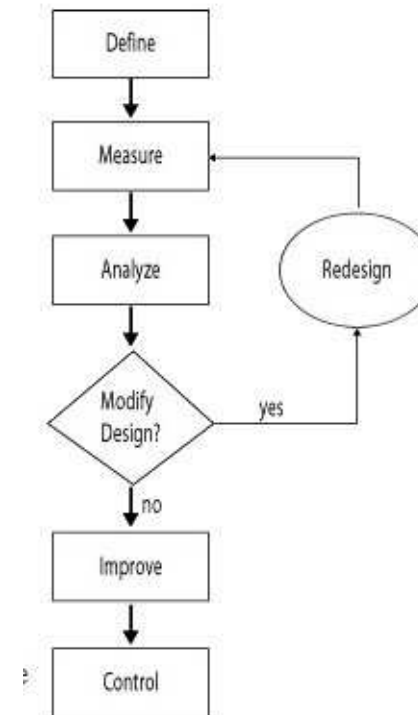 Define
Measure
Analyze
Redesign
Modify
Design?
yes
no
Improve
Control